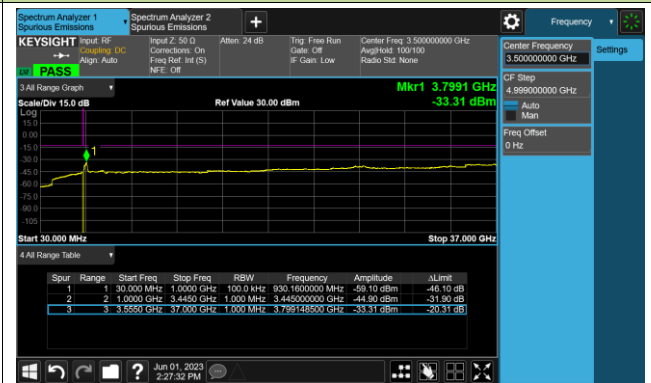 Spectrum Analyzer 1
Spurious Emissions
Spectrum Analyzer 2
Spurious Emissions
+
Frequency
KEYSIGHT
Input: RF
Coupling: DC
Align: Auto
Input Z: 50 Ω
Corrections: On
Freq Ref: Int (S)
NFE: Off
Atten: 24 dB
Trig: Free Run
Gate: Off
IF Gain: Low
Center Freq: 3.500000000 GHz
Avg|Hold: 100/100
Radio Std: None
PASS
3 All Range Graph
Mkr1 3.7991 GHz
Scale/Div 15.0 dB
Ref Value 30.00 dBm
-33.31 dBm
Log
15.0
0.00
-15.0
-30.0
-45.0
-60.0
-75.0
-90.0
-105
1
Start 30.000 MHz
Stop 37.000 GHz
4 All Range Table
Spur Range Start Freq Stop Freq RBW Frequency Amplitude ΔLimit
1 1 30.000 MHz 1.0000 GHz 100.0 kHz 930.1600000 MHz -59.10 dBm -46.10 dB
2 2 1.0000 GHz 3.4450 GHz 1.000 MHz 3.445000000 GHz -44.90 dBm -31.90 dB
3 3 3.5550 GHz 37.000 GHz 1.000 MHz 3.799148500 GHz -33.31 dBm -20.31 dB
Center Frequency
3.500000000 GHz
Settings
CF Step
4.999000000 GHz
Auto
Man
Freq Offset
0 Hz
?
Jun 01, 2023
2:27:32 PM